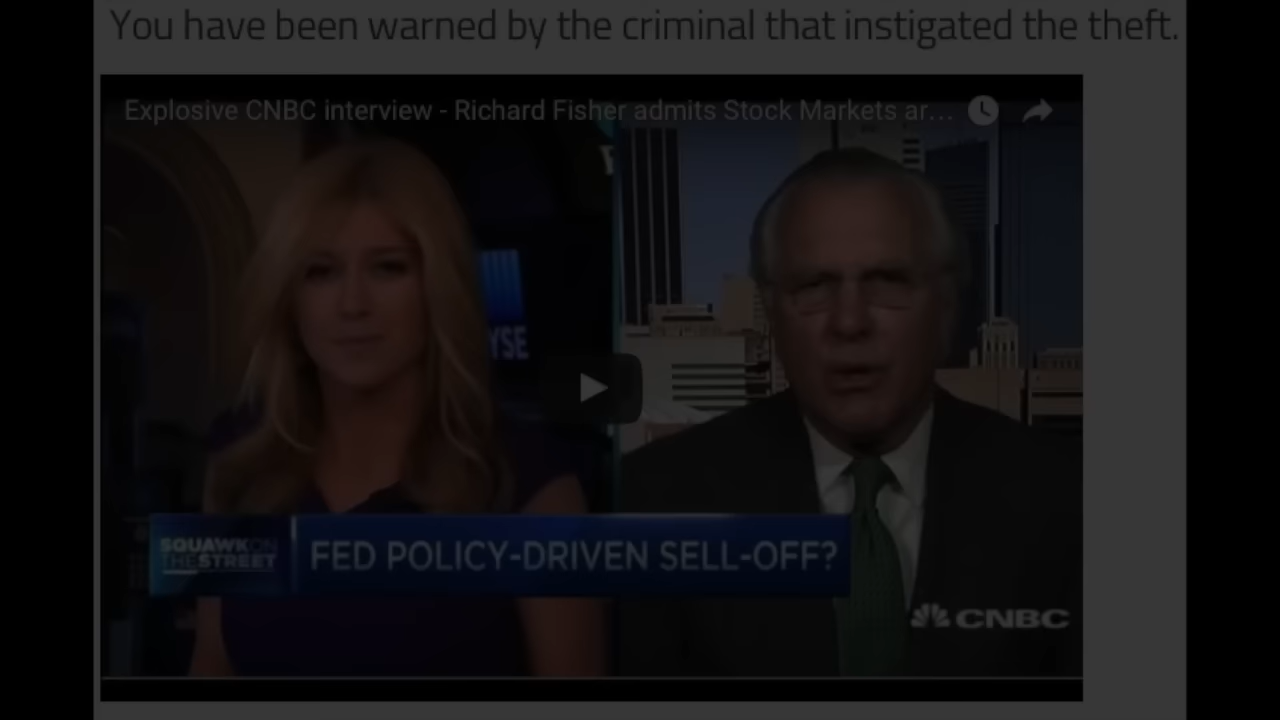 You have been warned by the criminal that instigated the theft.
Explosive CNBC interview - Richard Fisher admits Stock Markets ar...
YSE
SQUAWK ON
THE STREET
FED POLICY-DRIVEN SELL-OFF?
CNBC